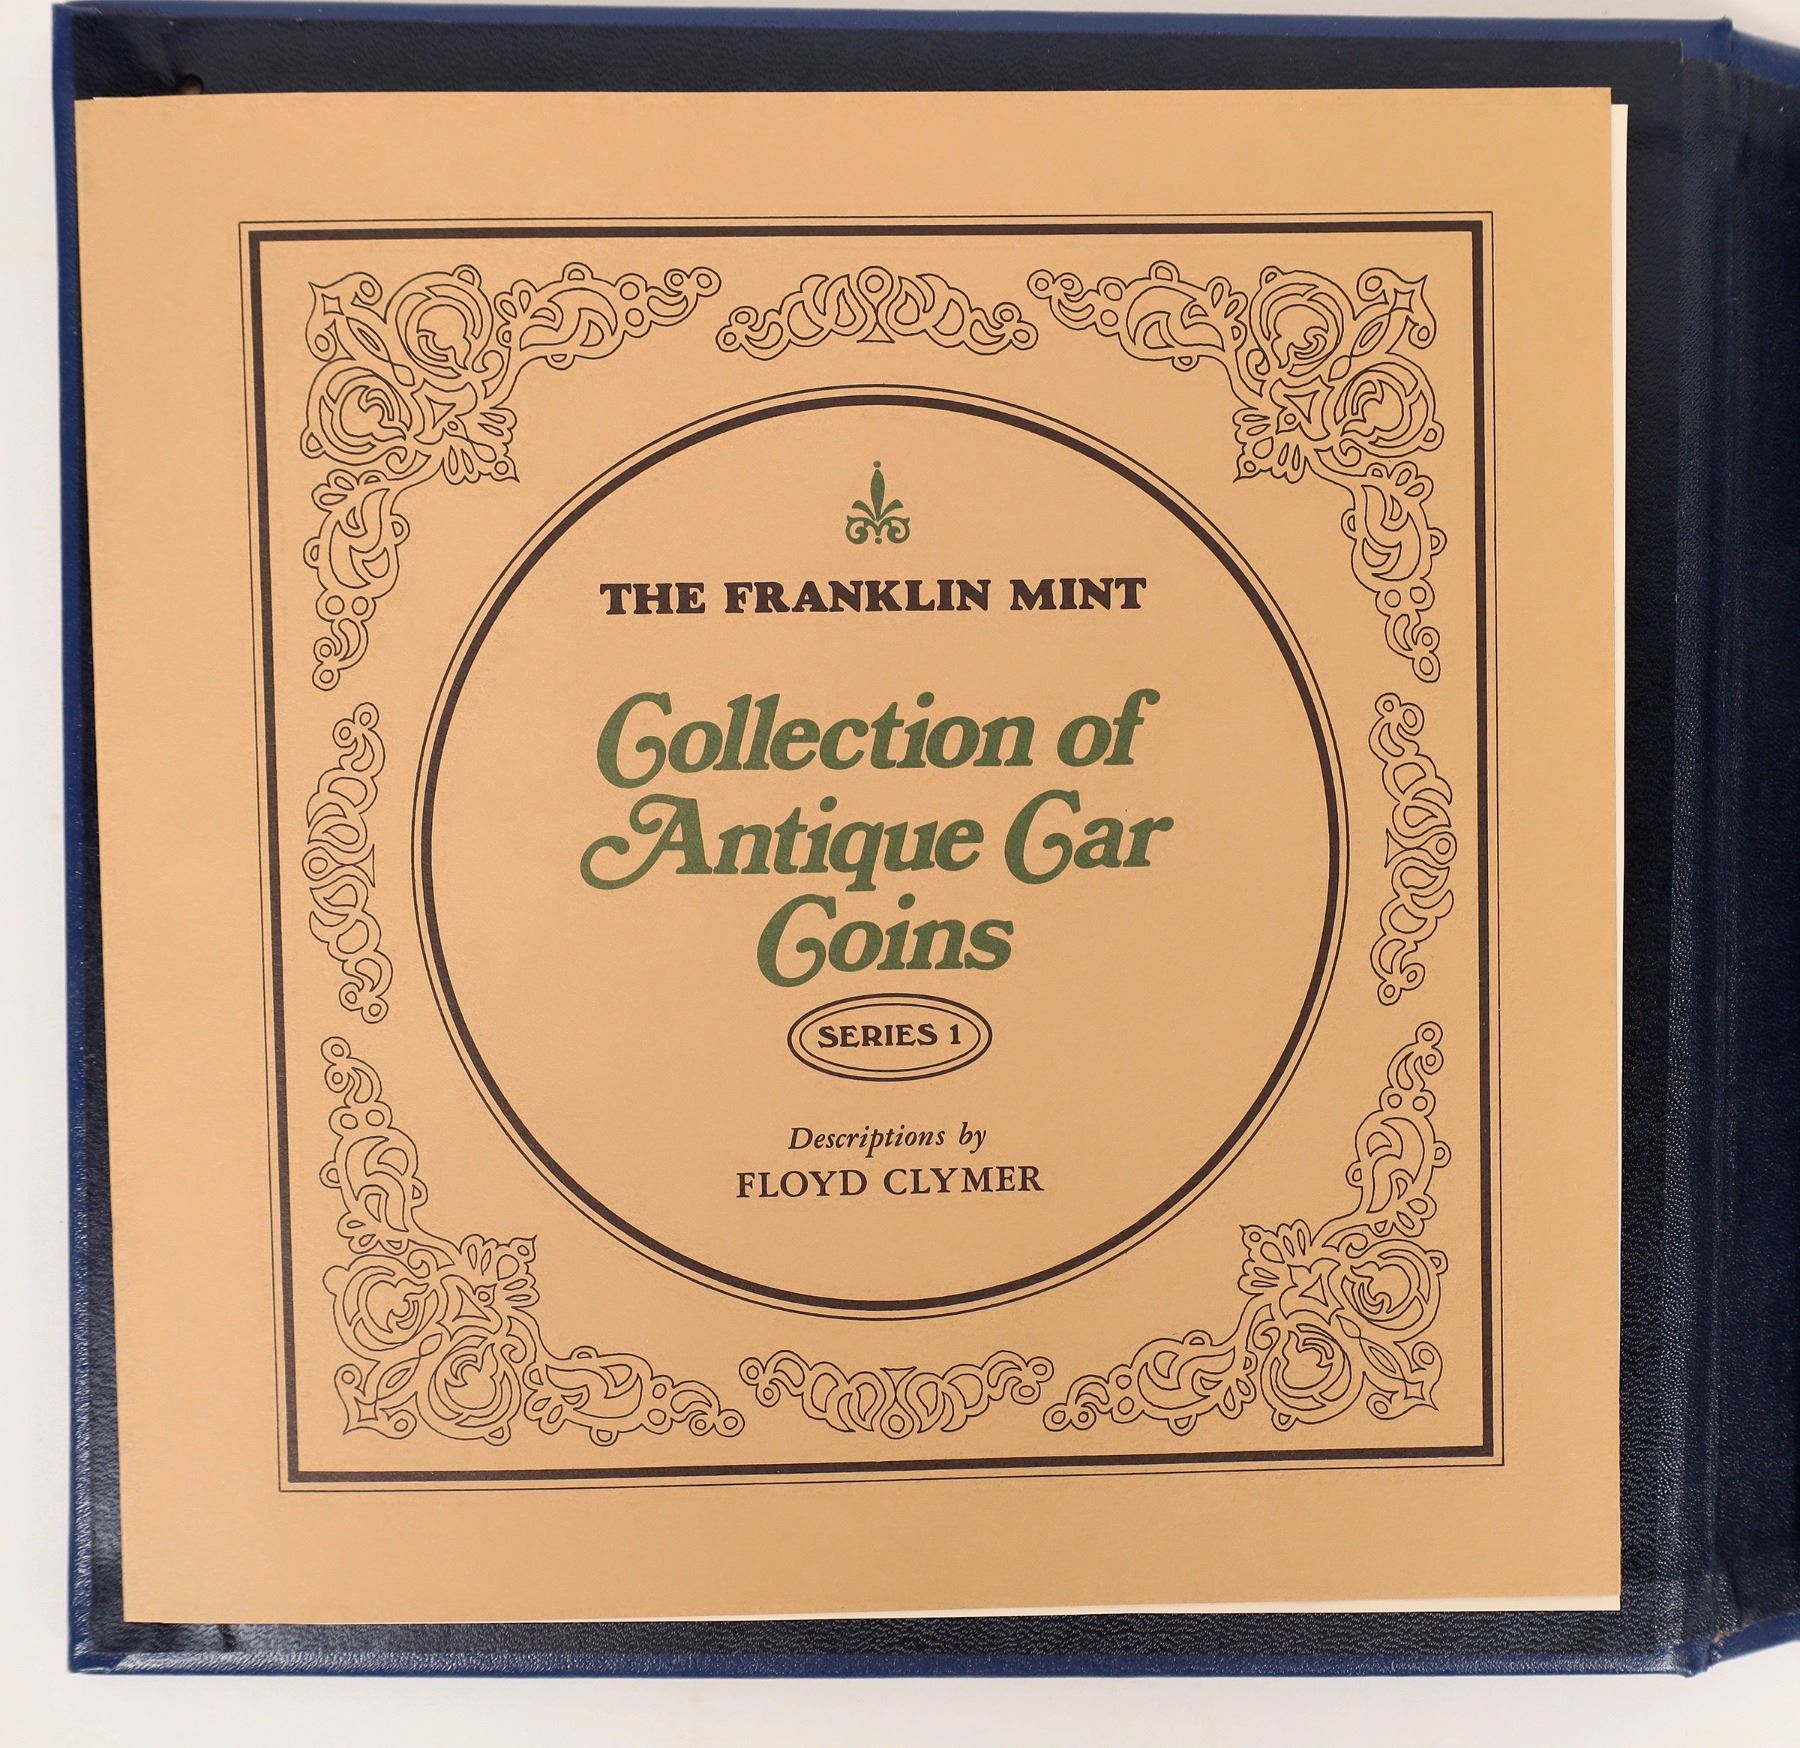 THE FRANKLIN MINT
Collection of
Antique Car
Coins
SERIES 1
Descriptions by
FLOYD CLYMER